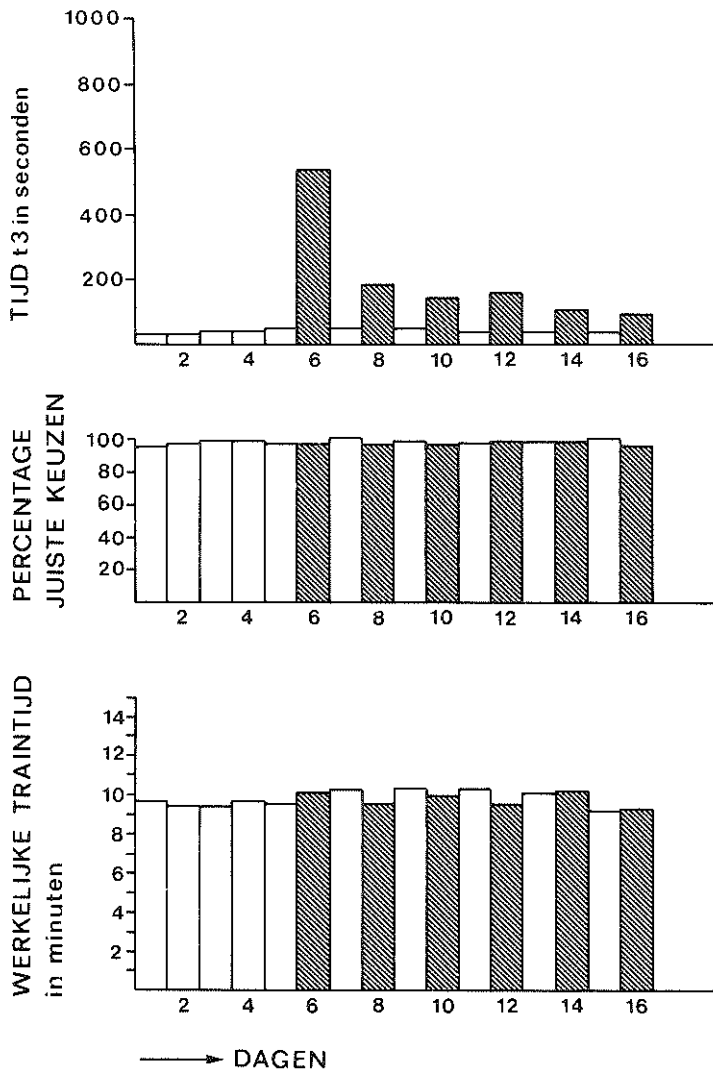 TIJD t3 in seconden
1000
800
600
400
200
2 4 6 8 10 12 14 16
PERCENTAGE
JUISTE KEUZEN
100
80
60
40
20
2 4 6 8 10 12 14 16
WERKELIJKE TRAINTIJD
in minuten
14
12
10
8
6
4
2
2 4 6 8 10 12 14 16
DAGEN